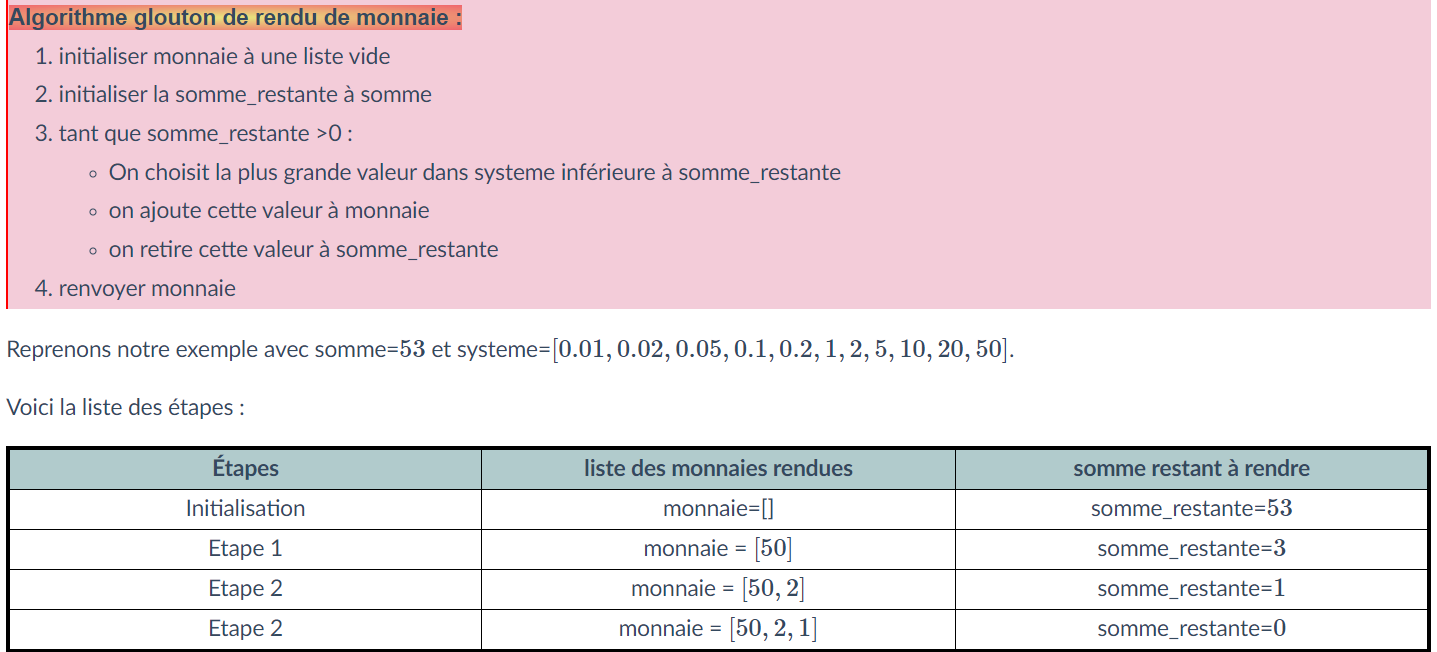 Algorithme glouton de rendu de monnaie :
1. initialiser monnaie à une liste vide
2. initialiser la somme_restante à somme
3. tant que somme_restante >0 :
◦ On choisit la plus grande valeur dans systeme inférieure à somme_restante
◦ on ajoute cette valeur à monnaie
◦ on retire cette valeur à somme_restante
4. renvoyer monnaie
Reprenons notre exemple avec somme=53 et systeme=[0.01, 0.02, 0.05, 0.1, 0.2, 1, 2, 5, 10, 20, 50].
Voici la liste des étapes :
Étapes liste des monnaies rendues somme restant à rendre
Initialisation monnaie=[] somme_restante=53
Etape 1 monnaie = [50] somme_restante=3
Etape 2 monnaie = [50, 2] somme_restante=1
Etape 2 monnaie = [50, 2, 1] somme_restante=0